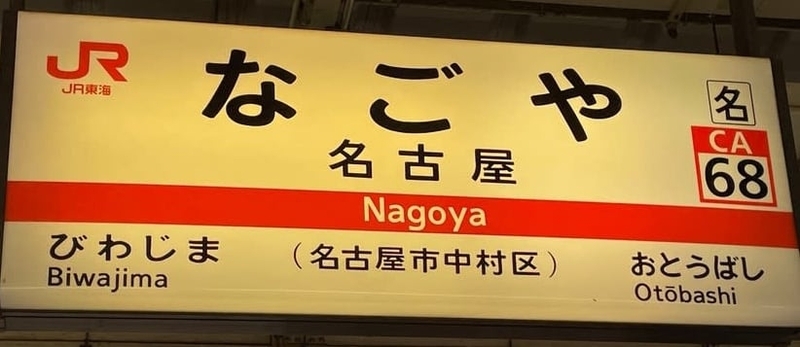 JR
JR東海
なごや
名古屋
名
CA
68
Nagoya
びわじま
Biwajima
（名古屋市中村区）
おとうばし
Otōbashi